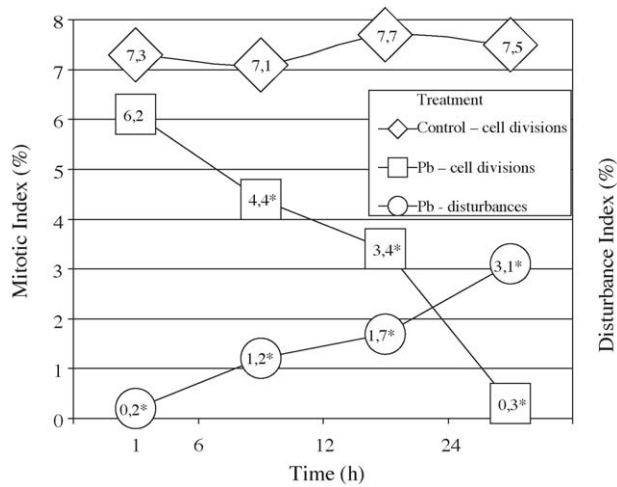 8
7
6
5
4
3
2
1
0
Mitotic Index (%)
7,3
7,1
7,7
7,5
6,2
4,4*
3,4*
0,3*
0,2*
1,2*
1,7*
3,1*
Treatment
Control – cell divisions
Pb – cell divisions
Pb - disturbances
Disturbance Index (%)
1 6 12 24
Time (h)